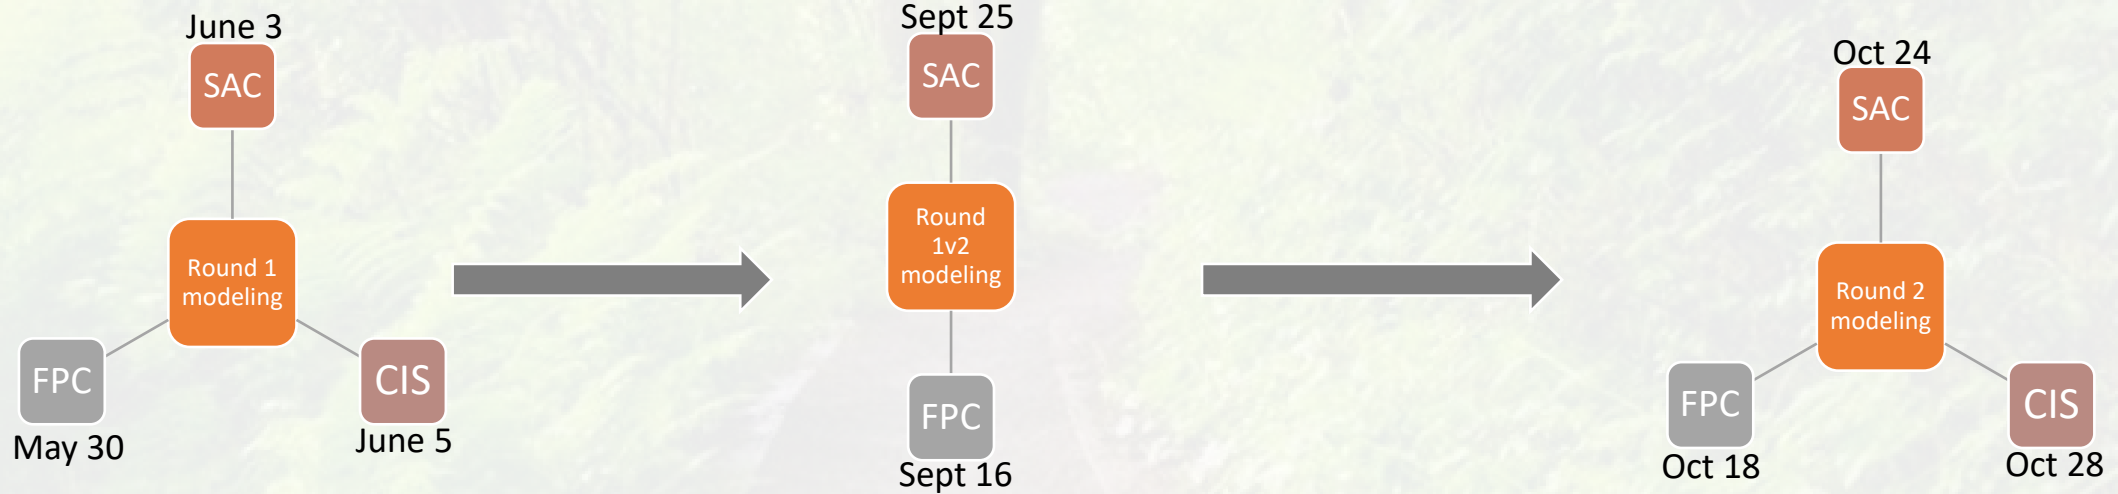 June 3
SAC
Round 1
modeling
FPC
May 30
CIS
June 5
Sept 25
SAC
Round
1v2
modeling
FPC
Sept 16
Oct 24
SAC
Round 2
modeling
FPC
Oct 18
CIS
Oct 28